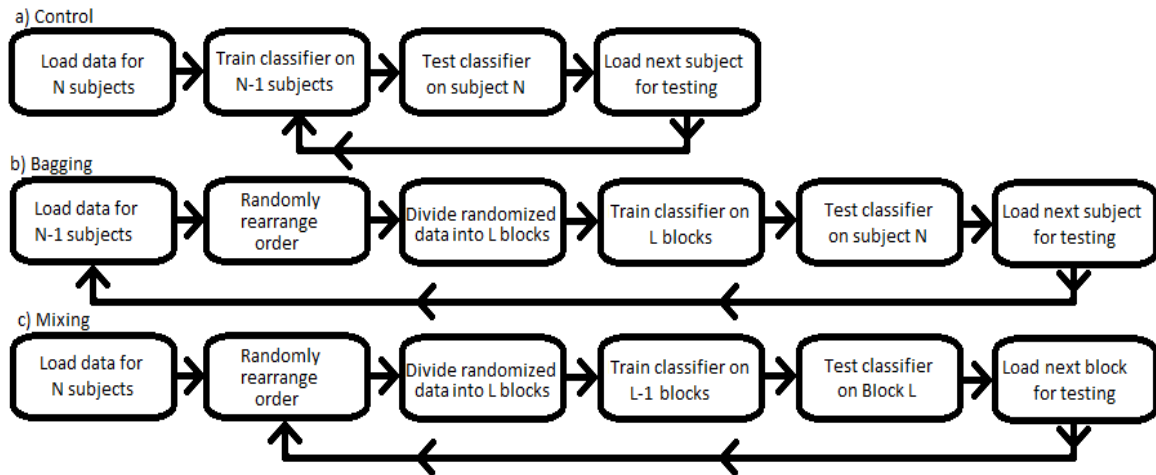 a) Control
Load data for
N subjects
Train classifier on
N-1 subjects
Test classifier
on subject N
Load next subject
for testing
b) Bagging
Load data for
N-1 subjects
Randomly
rearrange
order
Divide randomized
data into L blocks
Train classifier on
L blocks
Test classifier
on subject N
Load next subject
for testing
c) Mixing
Load data for
N subjects
Randomly
rearrange
order
Divide randomized
data into L blocks
Train classifier on
L-1 blocks
Test classifier
on Block L
Load next block
for testing